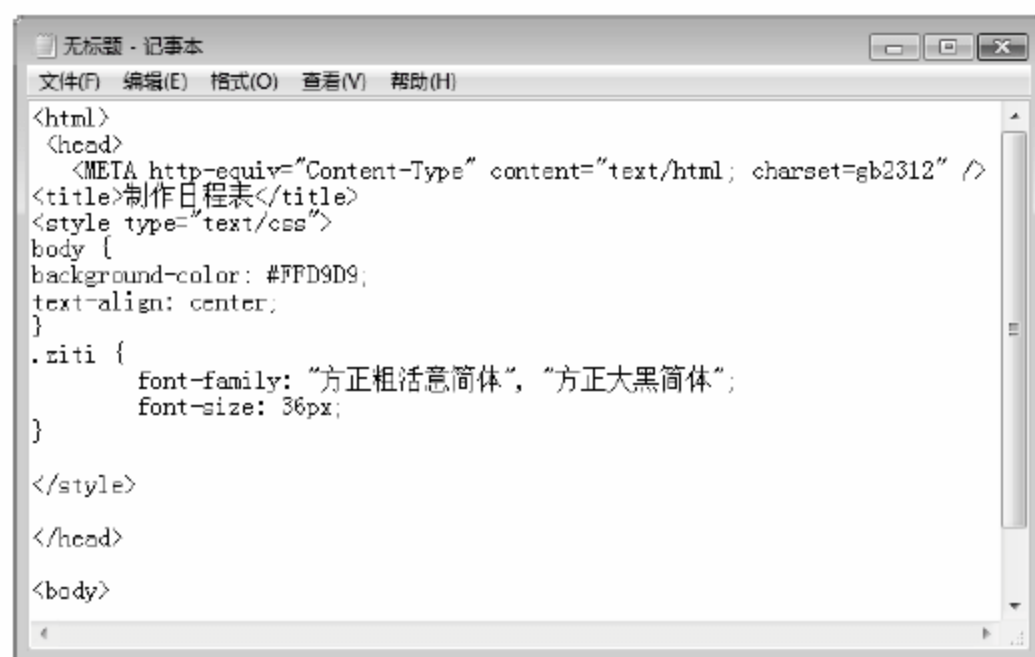 无标题 - 记事本
文件(F) 编辑(E) 格式(O) 查看(V) 帮助(H)
<html>
<head>
<META http-equiv="Content-Type" content="text/html; charset=gb2312" />
<title>制作日程表</title>
<style type="text/css">
body {
background-color: #FFD9D9;
text-align: center;
}
.ziti {
font-family: "方正粗活意简体", "方正大黑简体";
font-size: 36px;
}
</style>
</head>
<body>